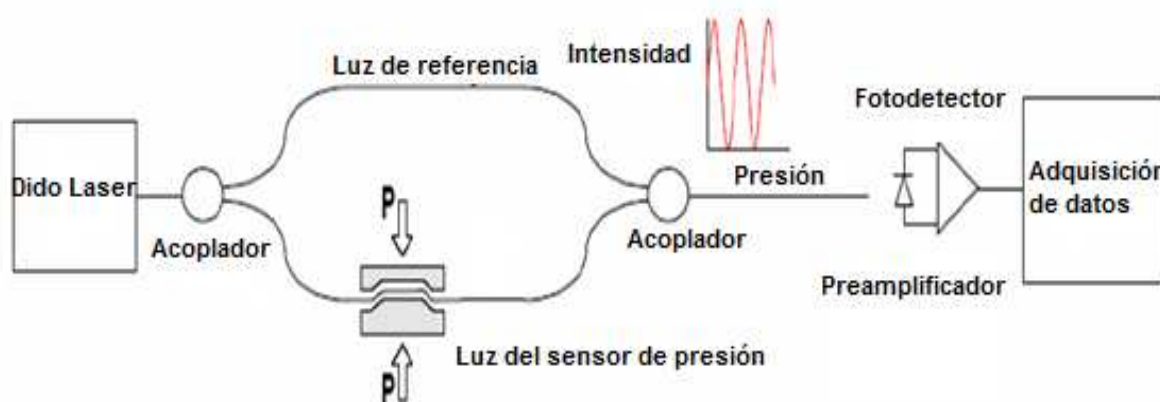 Intensidad
Luz de referencia
Fotodetector
Dido Laser
Presión
Adquisición
de datos
Acoplador
Acoplador
P
Preamplificador
Luz del sensor de presión
P